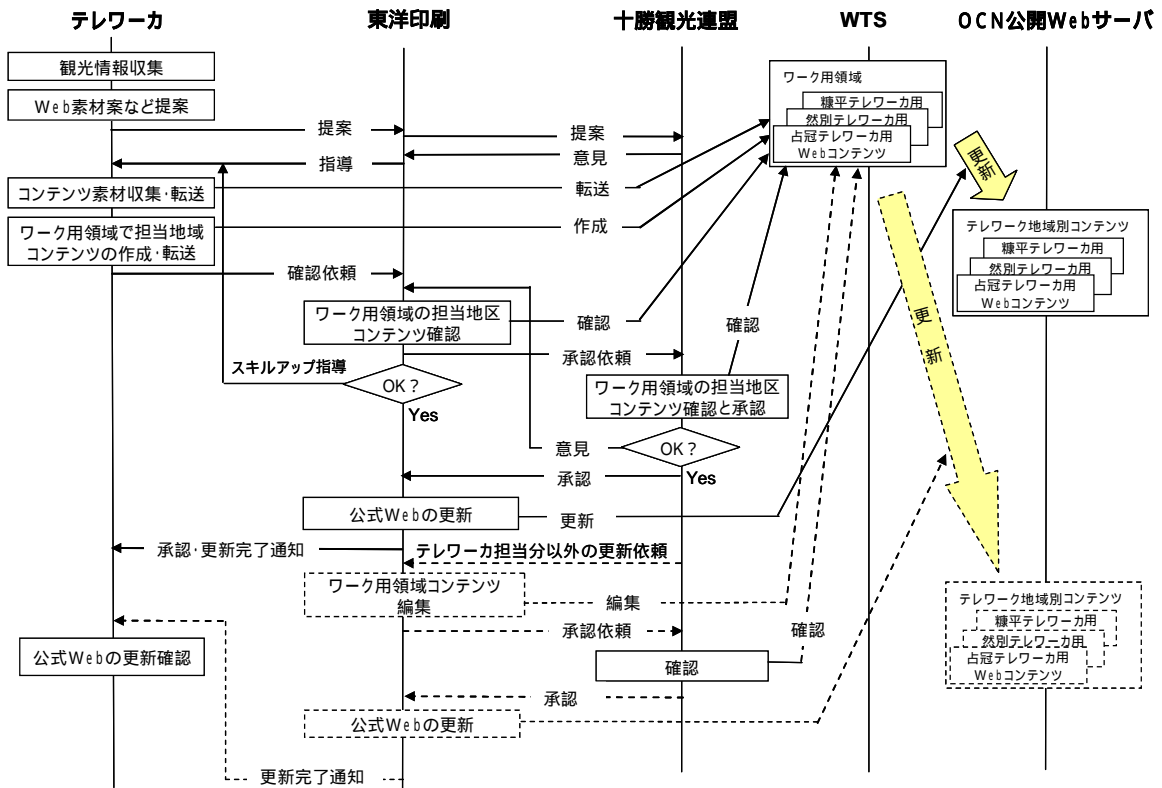 テレワーカ
東洋印刷
十勝観光連盟
WTS
OCN公開Webサーバ
観光情報収集
ワーク用領域
糠平テレワーカ用
然別テレワーカ用
占冠テレワーカ用
Webコンテンツ
Web素材案など提案
提案
提案
意見
指導
更新
コンテンツ素材収集・転送
転送
ワーク用領域で担当地域
コンテンツの作成・転送
作成
テレワーク地域別コンテンツ
糠平テレワーカ用
然別テレワーカ用
占冠テレワーカ用
Webコンテンツ
確認依頼
ワーク用領域の担当地区
コンテンツ確認
確認
確認
更
新
承認依頼
スキルアップ指導
OK?
Yes
ワーク用領域の担当地区
コンテンツ確認と承認
意見
OK?
Yes
承認
公式Webの更新
更新
承認・更新完了通知
テレワーカ担当分以外の更新依頼
ワーク用領域コンテンツ
編集
編集
テレワーク地域別コンテンツ
糠平テレワーカ用
然別テレワーカ用
占冠テレワーカ用
Webコンテンツ
承認依頼
確認
公式Webの更新確認
確認
承認
公式Webの更新
更新完了通知